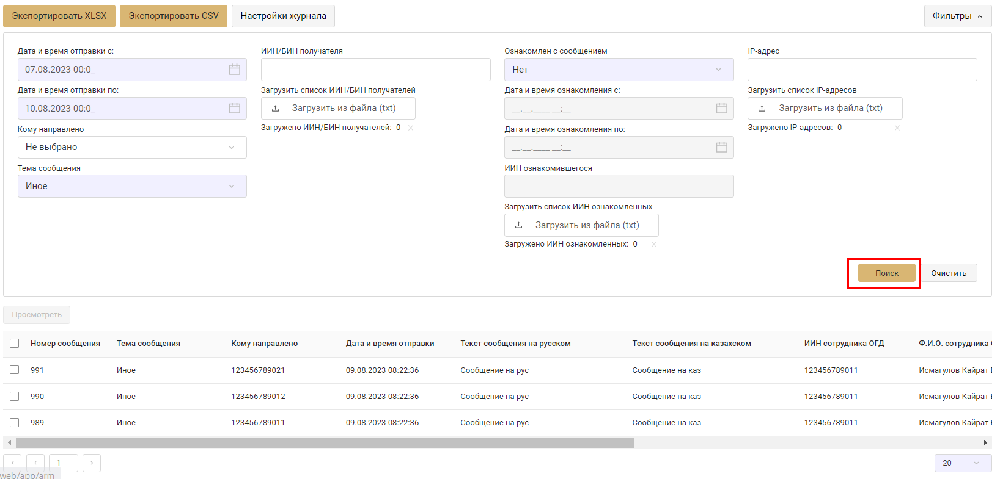 Экспортировать XLSX Экспортировать CSV Настройки журнала Фильтры
Дата и время отправки с: ИИН/БИН получателя Ознакомлен с сообщением IP-адрес
07.08.2023 00:0_ Нет
Дата и время отправки по: Загрузить список ИИН/БИН получателей Дата и время ознакомления с: Загрузить список IP-адресов
10.08.2023 00:0_ Загрузить из файла (txt) __.__.____ __:__ Загрузить из файла (txt)
Кому направлено Загружено ИИН/БИН получателей: 0 Дата и время ознакомления по: Загружено IP-адресов: 0
Не выбрано __.__.____ __:__
Тема сообщения ИИН ознакомившегося
Иное
Загрузить список ИИН ознакомленных
Загрузить из файла (txt)
Загружено ИИН ознакомленных: 0
Поиск Очистить
Просмотреть
Номер сообщения Тема сообщения Кому направлено Дата и время отправки Текст сообщения на русском Текст сообщения на казахском ИИН сотрудника ОГД Ф.И.О. сотрудника
991 Иное 123456789021 09.08.2023 08:22:36 Сообщение на рус Сообщение на каз 123456789011 Исмагулов Кайрат
990 Иное 123456789012 09.08.2023 08:22:36 Сообщение на рус Сообщение на каз 123456789011 Исмагулов Кайрат
989 Иное 123456789011 09.08.2023 08:22:36 Сообщение на рус Сообщение на каз 123456789011 Исмагулов Кайрат
1 20
web/app/arm